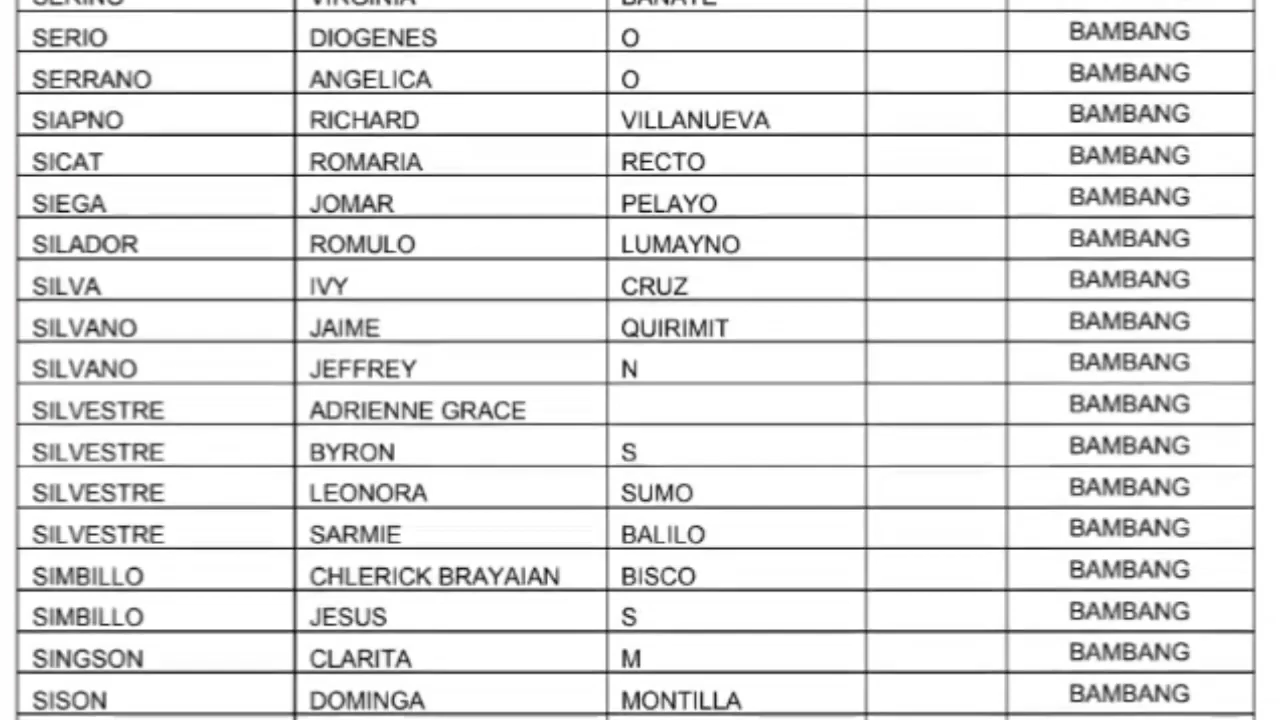 SERINO VIRGINIA BANATE
SERIO DIOGENES O BAMBANG
SERRANO ANGELICA O BAMBANG
SIAPNO RICHARD VILLANUEVA BAMBANG
SICAT ROMARIA RECTO BAMBANG
SIEGA JOMAR PELAYO BAMBANG
SILADOR ROMULO LUMAYNO BAMBANG
SILVA IVY CRUZ BAMBANG
SILVANO JAIME QUIRIMIT BAMBANG
SILVANO JEFFREY N BAMBANG
SILVESTRE ADRIENNE GRACE BAMBANG
SILVESTRE BYRON S BAMBANG
SILVESTRE LEONORA SUMO BAMBANG
SILVESTRE SARMIE BALILO BAMBANG
SIMBILLO CHLERICK BRAYAIAN BISCO BAMBANG
SIMBILLO JESUS S BAMBANG
SINGSON CLARITA M BAMBANG
SISON DOMINGA MONTILLA BAMBANG